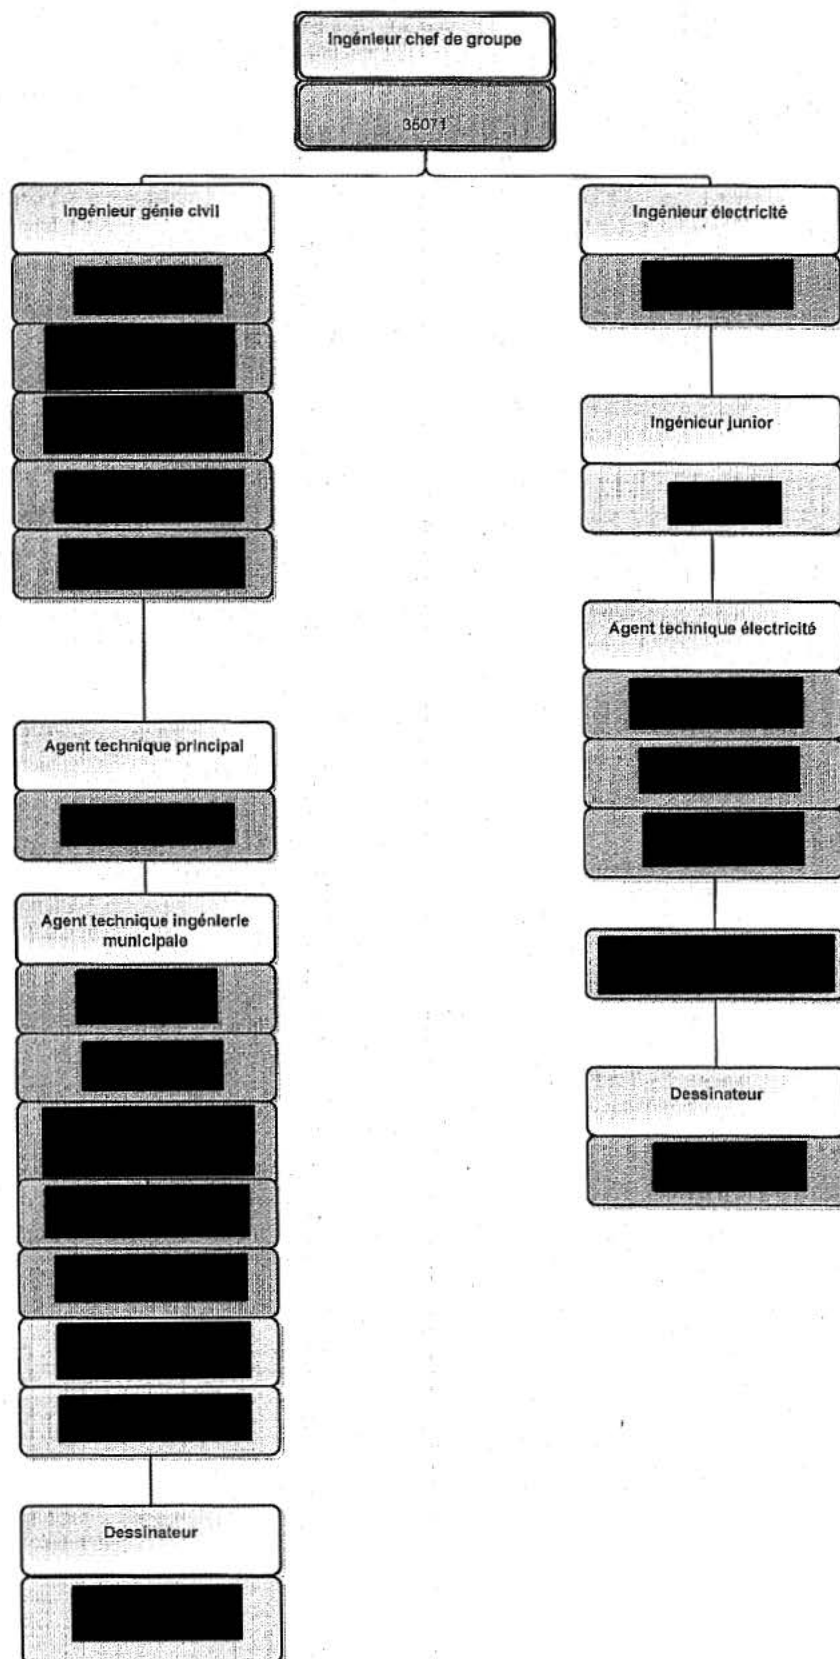 Ingénieur chef de groupe
35071
Ingénieur génie civil
Ingénieur électricité
Ingénieur junior
Agent technique électricité
Agent technique principal
Agent technique ingénierie
municipale
Dessinateur
Dessinateur